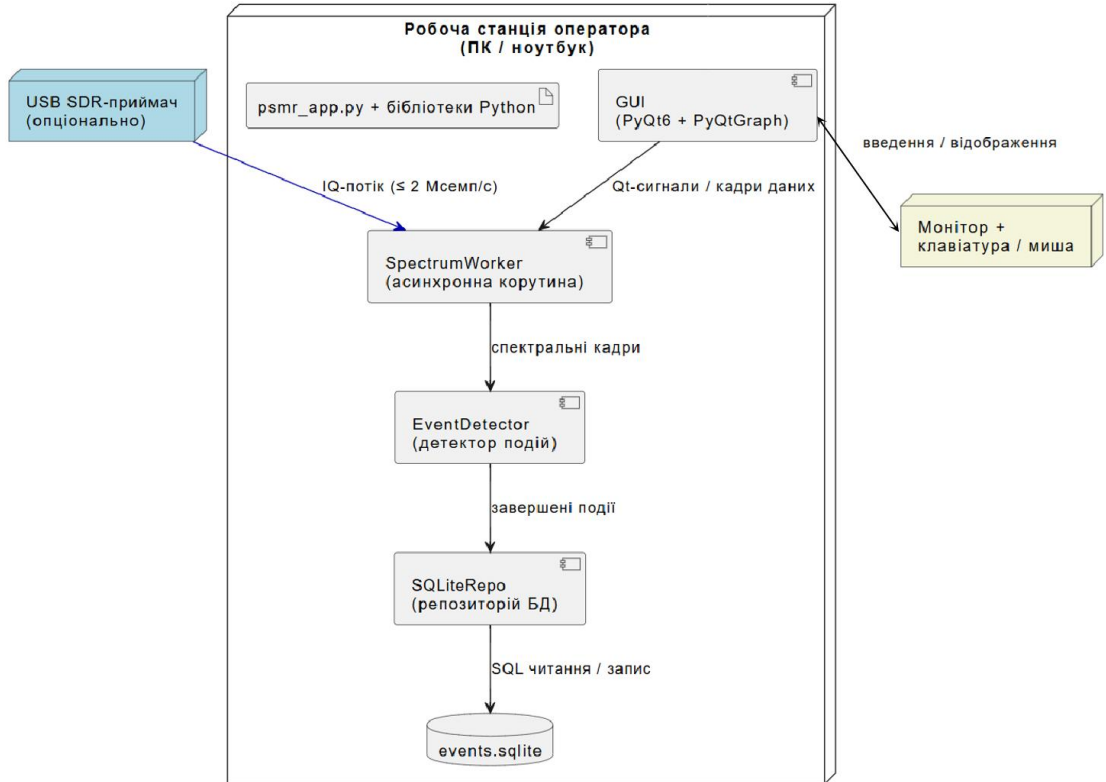 Робоча станція оператора
(ПК / ноутбук)
USB SDR-приймач
(опціонально)
psmr_app.py + бібліотеки Python
GUI
(PyQt6 + PyQtGraph)
введення / відображення
IQ-потік (≤ 2 Мсемп/с)
Qt-сигнали / кадри даних
Монітор +
клавіатура / миша
SpectrumWorker
(асинхронна корутина)
спектральні кадри
EventDetector
(детектор подій)
завершені події
SQLiteRepo
(репозиторій БД)
SQL читання / запис
events.sqlite